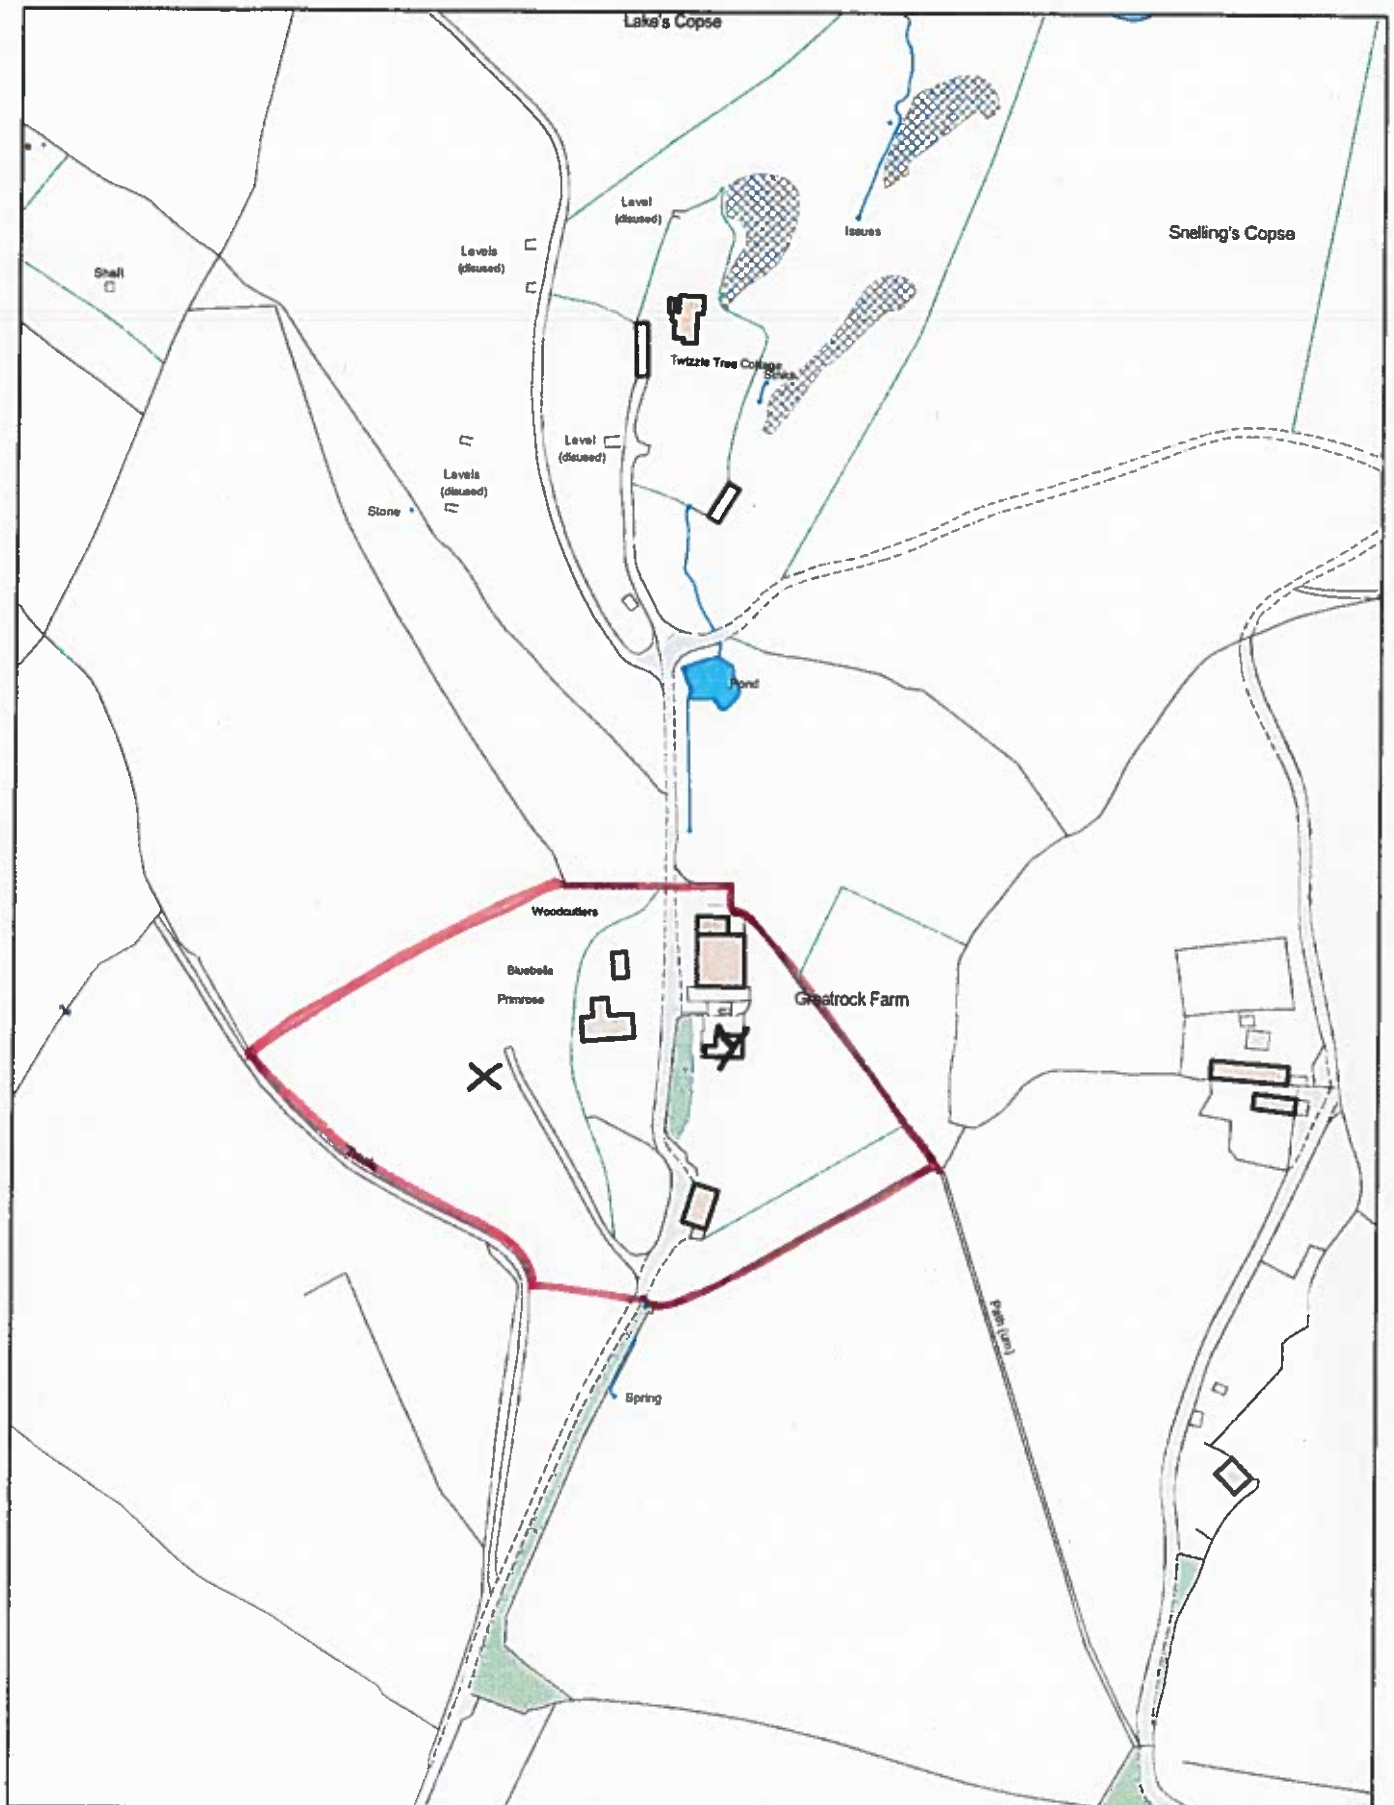 Lake's Copse
Level
(disused)
Issues
Snelling's Copse
Levels
(disused)
Shaft
Twizzle Tree Cottage
Level
(disused)
Levels
(disused)
Stone
Pond
Woodcutters
Bluebells
Primrose
Greatrock Farm
Track
Path (um)
Spring